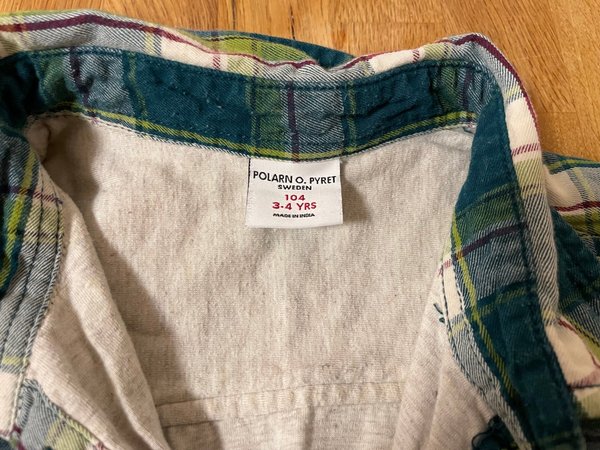 POLARN O. PYRET
SWEDEN
104
3-4 YRS
MADE IN INDIA